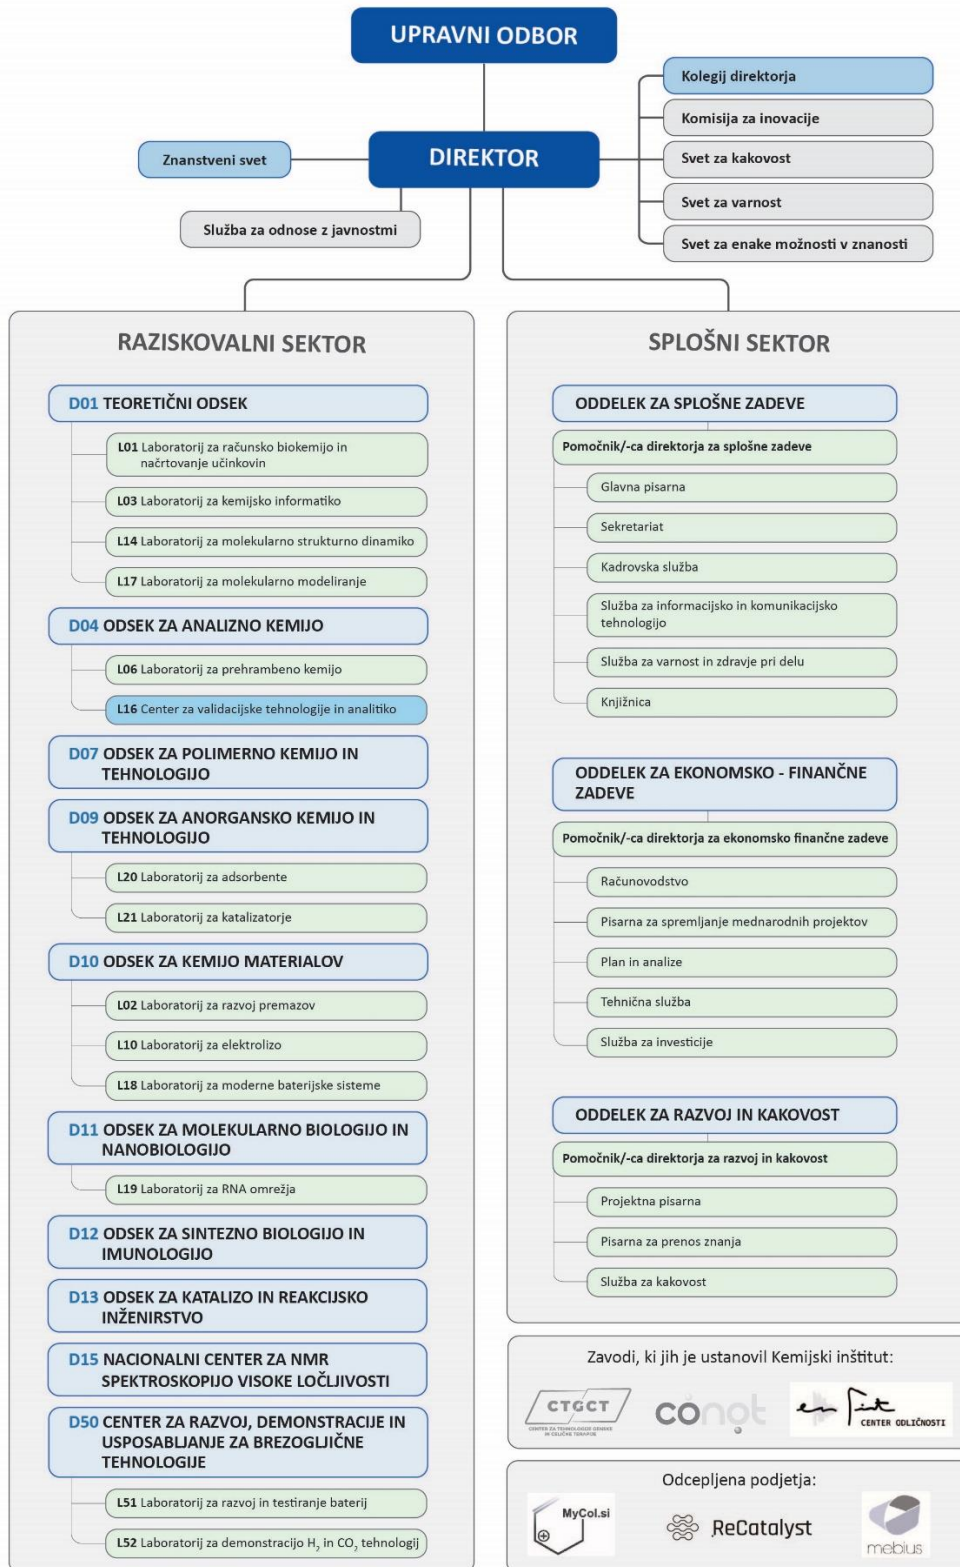 UPRAVNI ODBOR
Kolegij direktorja
Komisija za inovacije
DIREKTOR
Znanstveni svet
Svet za kakovost
Svet za varnost
Služba za odnose z javnostmi
Svet za enake možnosti v znanosti
RAZISKOVALNI SEKTOR
D01 TEORETIČNI ODSEK
L01 Laboratorij za računsko biokemijo in
načrtovanje učinkovin
L03 Laboratorij za kemijsko informatiko
L14 Laboratorij za molekularno strukturno dinamiko
L17 Laboratorij za molekularno modeliranje
D04 ODSEK ZA ANALIZNO KEMIJO
L06 Laboratorij za prehrambeno kemijo
L16 Center za validacijske tehnologije in analitiko
D07 ODSEK ZA POLIMERNO KEMIJO IN
TEHNOLOGIJO
D09 ODSEK ZA ANORGANSKO KEMIJO IN
TEHNOLOGIJO
L20 Laboratorij za adsorbente
L21 Laboratorij za katalizatorje
D10 ODSEK ZA KEMIJO MATERIALOV
L02 Laboratorij za razvoj premazov
L10 Laboratorij za elektrolizo
L18 Laboratorij za moderne baterijske sisteme
D11 ODSEK ZA MOLEKULARNO BIOLOGIJO IN
NANOBIOLOGIJO
L19 Laboratorij za RNA omrežja
D12 ODSEK ZA SINTEZNO BIOLOGIJO IN
IMUNOLOGIJO
D13 ODSEK ZA KATALIZO IN REAKCIJSKO
INŽENIRSTVO
D15 NACIONALNI CENTER ZA NMR
SPEKTROSKOPIJO VISOKE LOČLJIVOSTI
D50 CENTER ZA RAZVOJ, DEMONSTRACIJE IN
USPOSABLJANJE ZA BREZOGLJIČNE
TEHNOLOGIJE
L51 Laboratorij za razvoj in testiranje baterij
L52 Laboratorij za demonstracijo H₂ in CO₂ tehnologij
SPLOŠNI SEKTOR
ODDELEK ZA SPLOŠNE ZADEVE
Pomočnik/-ca direktorja za splošne zadeve
Glavna pisarna
Sekretariat
Kadrovska služba
Služba za informacijsko in komunikacijsko
tehnologijo
Služba za varnost in zdravje pri delu
Knjižnica
ODDELEK ZA EKONOMSKO - FINANČNE
ZADEVE
Pomočnik/-ca direktorja za ekonomsko finančne zadeve
Računovodstvo
Pisarna za spremljanje mednarodnih projektov
Plan in analize
Tehnična služba
Služba za investicije
ODDELEK ZA RAZVOJ IN KAKOVOST
Pomočnik/-ca direktorja za razvoj in kakovost
Projektna pisarna
Pisarna za prenos znanja
Služba za kakovost
Zavodi, ki jih je ustanovil Kemijski inštitut:
CTGCT
CENTER ZA TEHNOLOGIJE GENSKE
IN CELIČNE TERAPIJE
conot
en fist
CENTER ODLIČNOSTI
Odcepljena podjetja:
MyCol.si
ReCatalyst
mebius